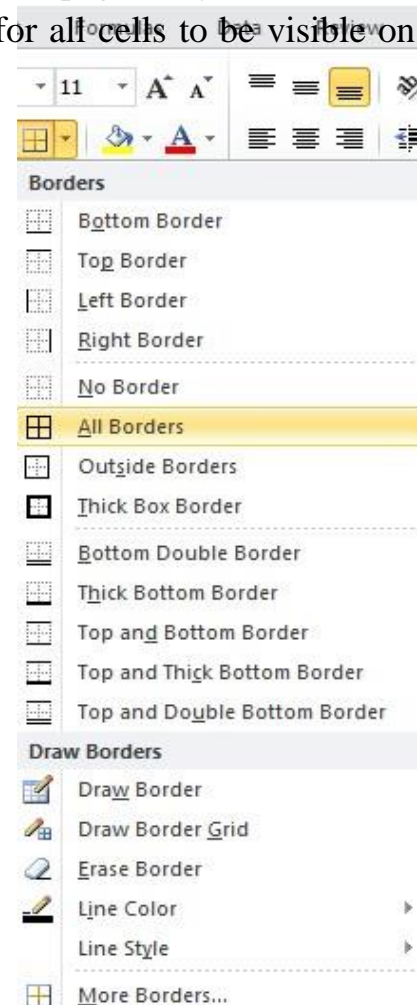 for all cells to be visible on
Formulas Data Review
11 A A
A
Borders
Bottom Border
Top Border
Left Border
Right Border
No Border
All Borders
Outside Borders
Thick Box Border
Bottom Double Border
Thick Bottom Border
Top and Bottom Border
Top and Thick Bottom Border
Top and Double Bottom Border
Draw Borders
Draw Border
Draw Border Grid
Erase Border
Line Color
Line Style
More Borders...